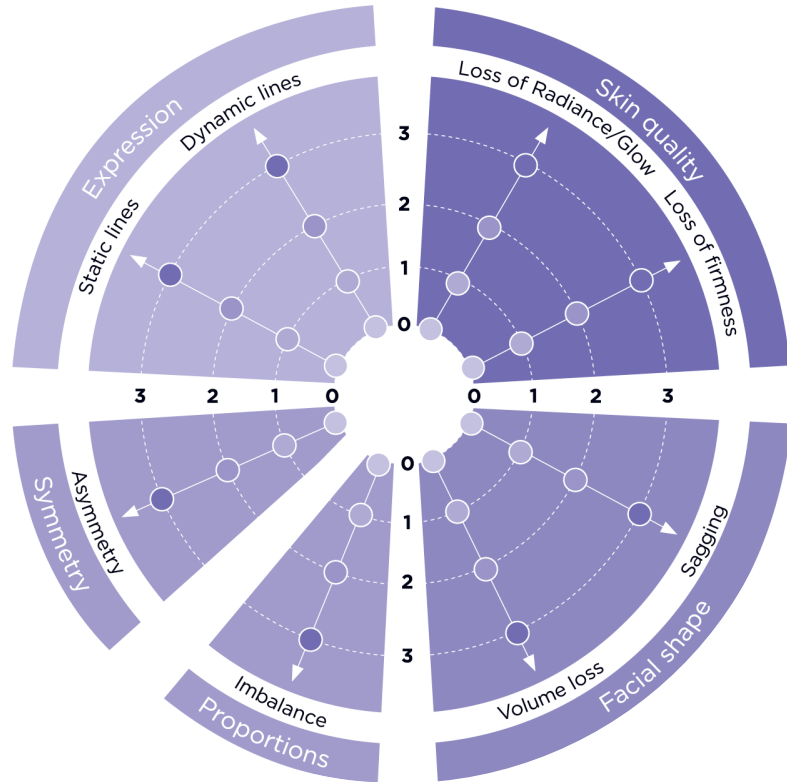 Expression
Dynamic lines
Static lines
Skin quality
Loss of Radiance/Glow
Loss of firmness
3
2
1
0
3 2 1 0
0 1 2 3
0
1
2
3
Symmetry
Asymmetry
Proportions
Imbalance
Facial shape
Volume loss
Sagging